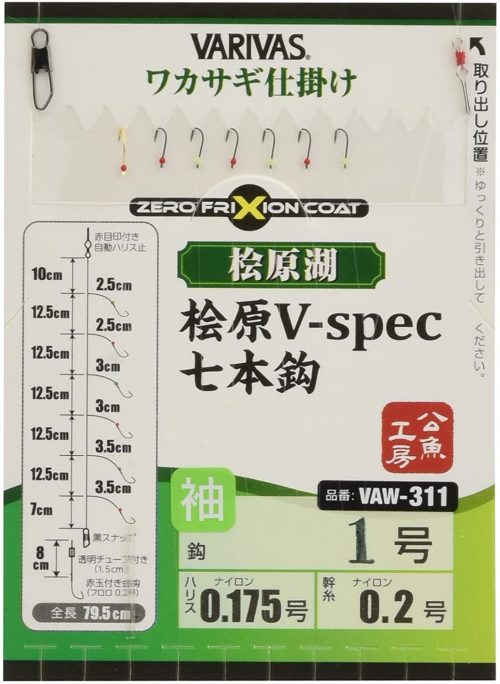 VARIVAS®
ワカサギ仕掛け
取り出し位置
※ゆっくりと引き出して ください。
ZERO FRIXION COAT
桧原湖
桧原V-spec
七本鈎
公魚
工房
品番: VAW-311
袖
鈎
1号
ハリス
ナイロン
0.175号
幹糸
ナイロン
0.2号
赤目印付き
自動ハリス止
10cm
2.5cm
12.5cm
2.5cm
12.5cm
3cm
12.5cm
3cm
12.5cm
3.5cm
12.5cm
3.5cm
7cm
黒スナップ
8cm
透明チューブ付き
(1.5cm)
赤玉付き
(フロロ 0.2号)
全長 79.5cm